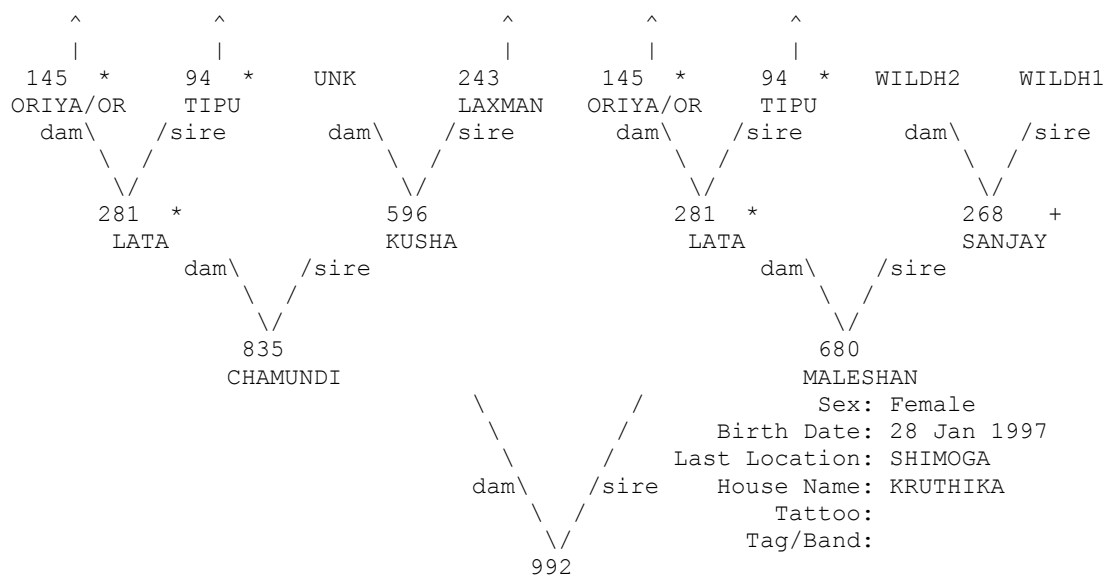 ^ ^ ^ ^ ^
| | | | |
145 * 94 * UNK 243 145 * 94 * WILDH2 WILDH1
ORIYA/OR TIPU LAXMAN ORIYA/OR TIPU
dam\ /sire dam\ /sire dam\ /sire dam\ /sire
\ / \ / \ / \ /
\/ \/ \/ \/
281 * 596 281 * 268 +
LATA KUSHA LATA SANJAY
dam\ /sire dam\ /sire
\ / \ /
\/ \/
835 680
CHAMUNDI MALESHAN
\ / Sex: Female
\ / Birth Date: 28 Jan 1997
\ / Last Location: SHIMOGA
dam\ /sire House Name: KRUTHIKA
\ / Tattoo:
\/ Tag/Band:
992